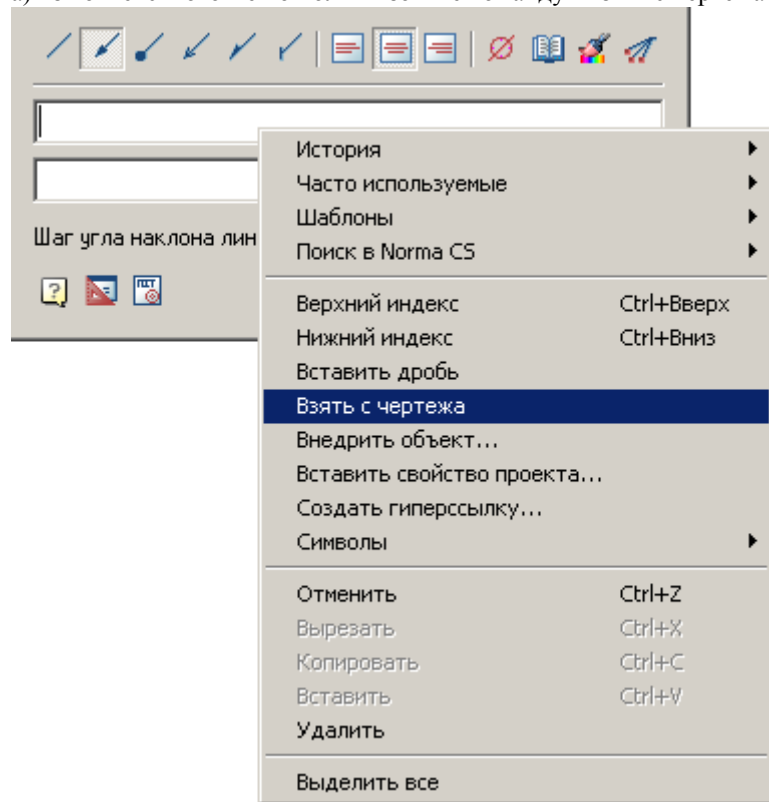 Шаг угла наклона лин
История
Часто используемые
Шаблоны
Поиск в Norma CS
Верхний индекс Ctrl+Вверх
Нижний индекс Ctrl+Вниз
Вставить дробь
Взять с чертежа
Внедрить объект...
Вставить свойство проекта...
Создать гиперссылку...
Символы
Отменить Ctrl+Z
Вырезать Ctrl+X
Копировать Ctrl+C
Вставить Ctrl+V
Удалить
Выделить все